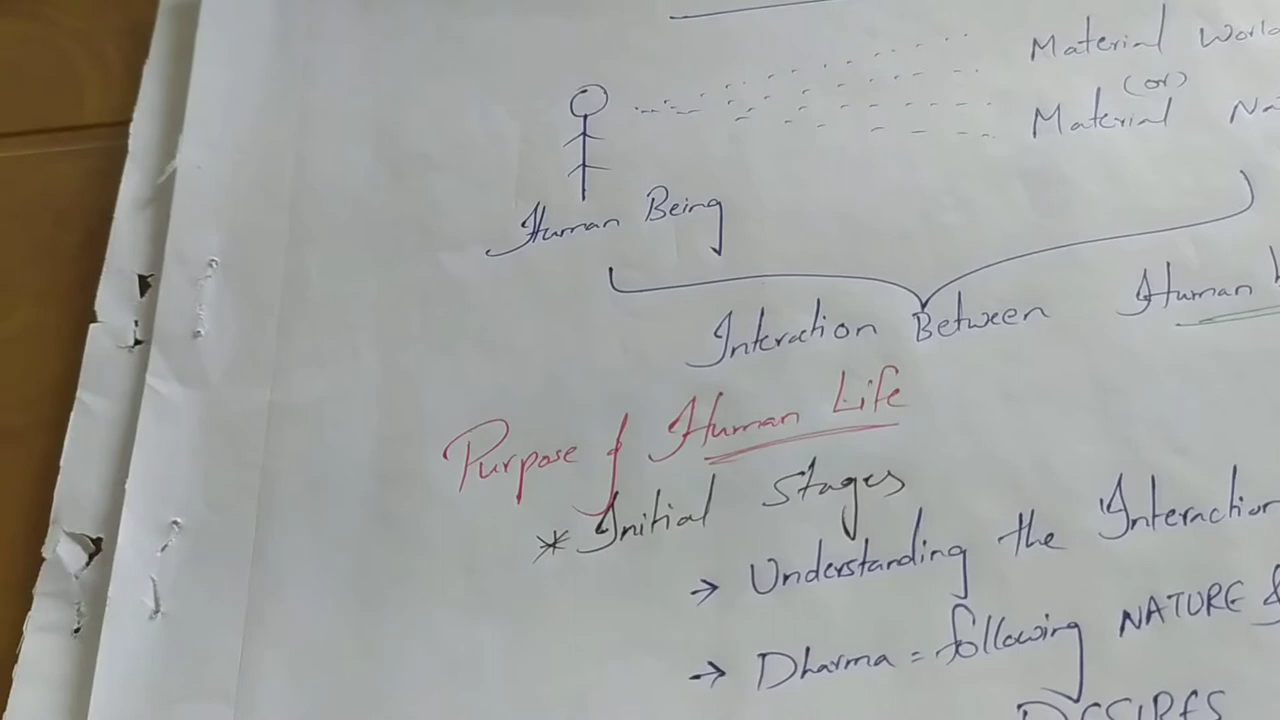 Material World
(or)
Material
Human Being
Interaction Between Human
Purpose of Human Life
* Initial Stages
→ Understanding the Interaction
→ Dharma = following NATURE &
DESIRES